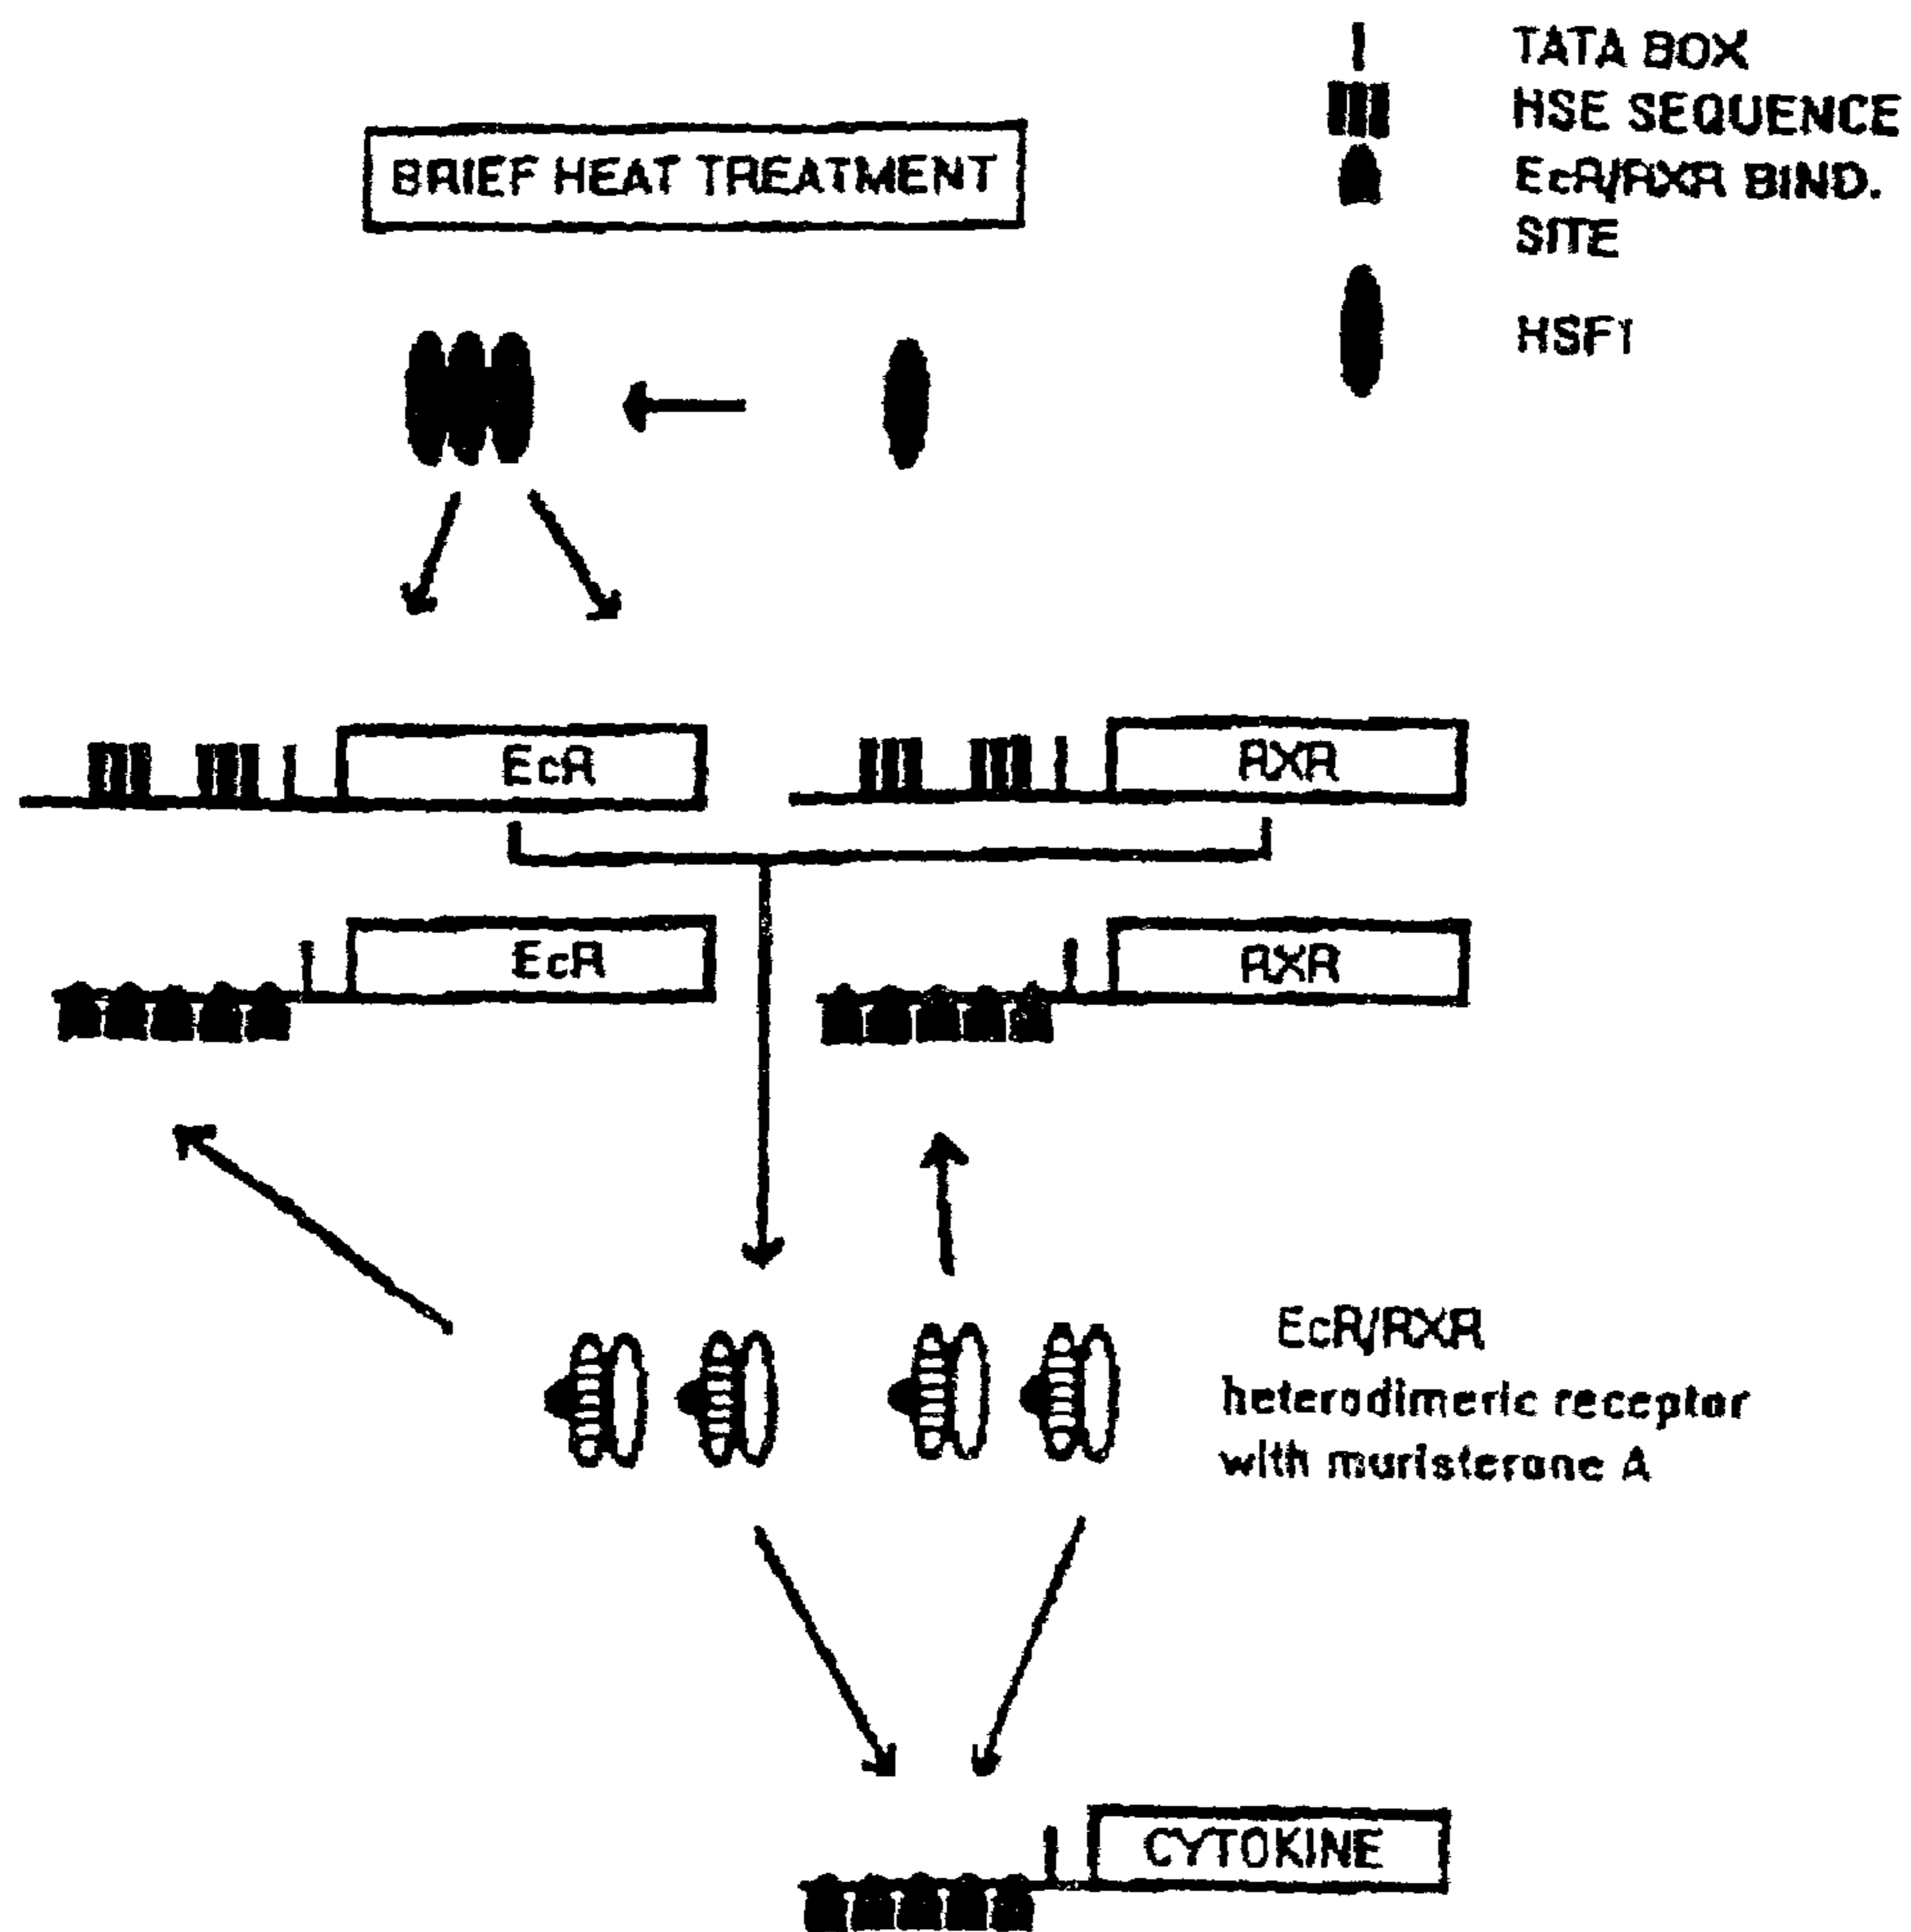 TATA BOX
HSE SEQUENCE
EcR/RXR BIND.
SITE
BRIEF HEAT TREATMENT
HSF1
EcR
RXR
EcR
RXR
EcR/RXR
heterodimeric receptor
with muristerone A
CYTOKINE